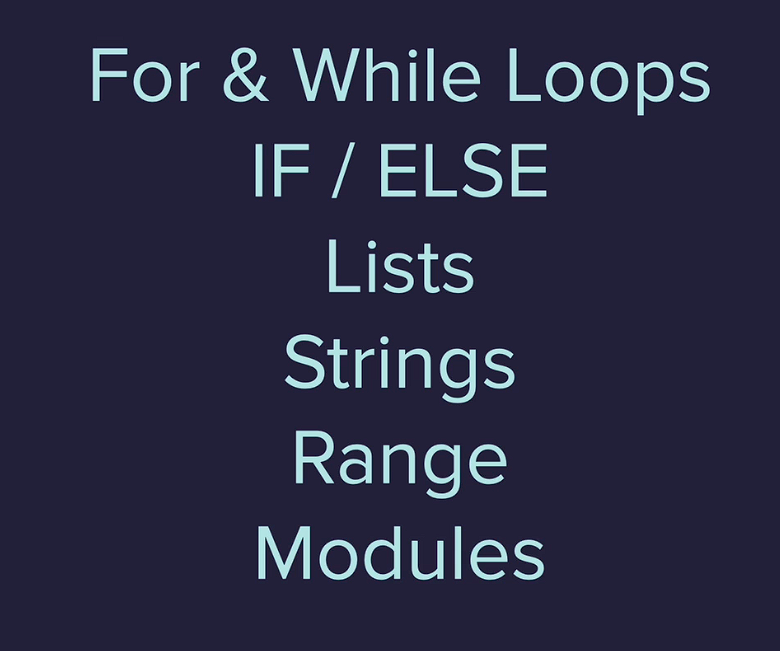 For & While Loops
IF / ELSE
Lists
Strings
Range
Modules